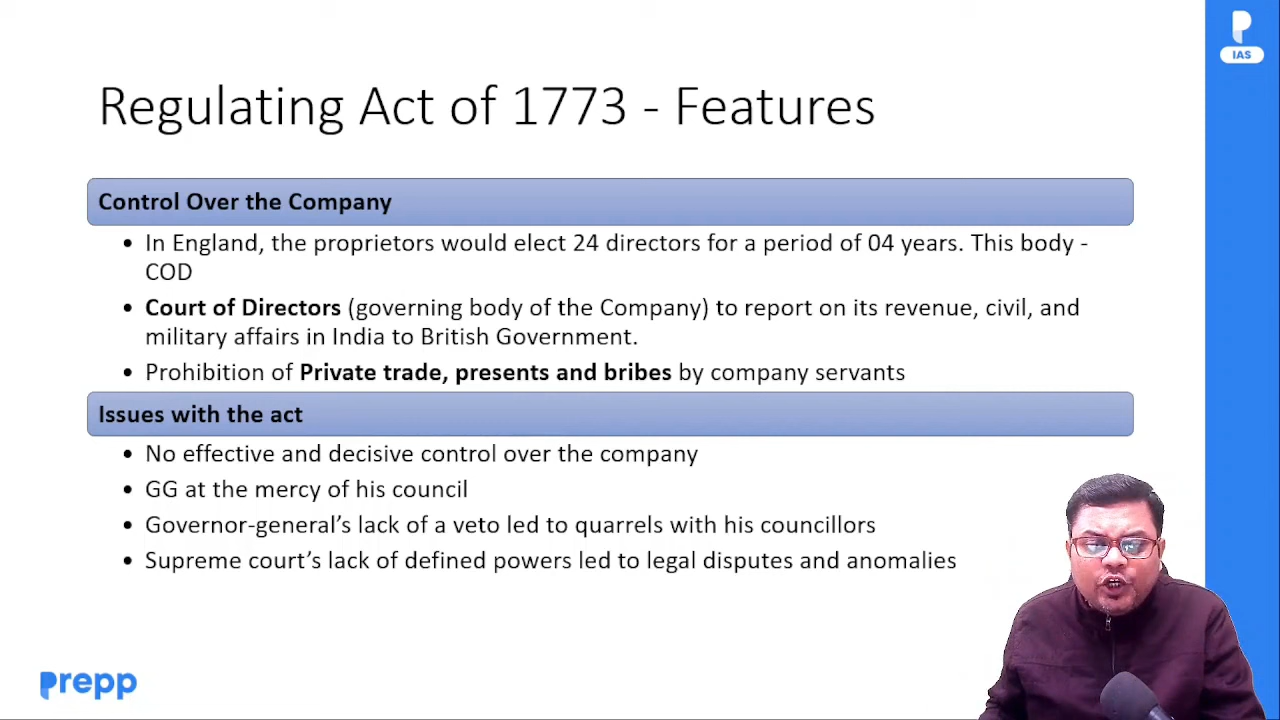 IAS
Regulating Act of 1773 - Features
Control Over the Company
• In England, the proprietors would elect 24 directors for a period of 04 years. This body -
COD
• Court of Directors (governing body of the Company) to report on its revenue, civil, and
military affairs in India to British Government.
• Prohibition of Private trade, presents and bribes by company servants
Issues with the act
• No effective and decisive control over the company
• GG at the mercy of his council
• Governor-general’s lack of a veto led to quarrels with his councillors
• Supreme court’s lack of defined powers led to legal disputes and anomalies
prepp